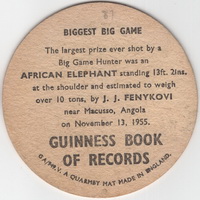 BIGGEST BIG GAME
The largest prize ever shot by a
Big Game Hunter was an
AFRICAN ELEPHANT standing 13ft. 2ins.
at the shoulder and estimated to weigh
over 10 tons, by J. J. FENYKOVI
near Macusso, Angola
on November 13, 1955.
GUINNESS BOOK
OF RECORDS
A QUARMBY MAT MADE IN ENGLAND.